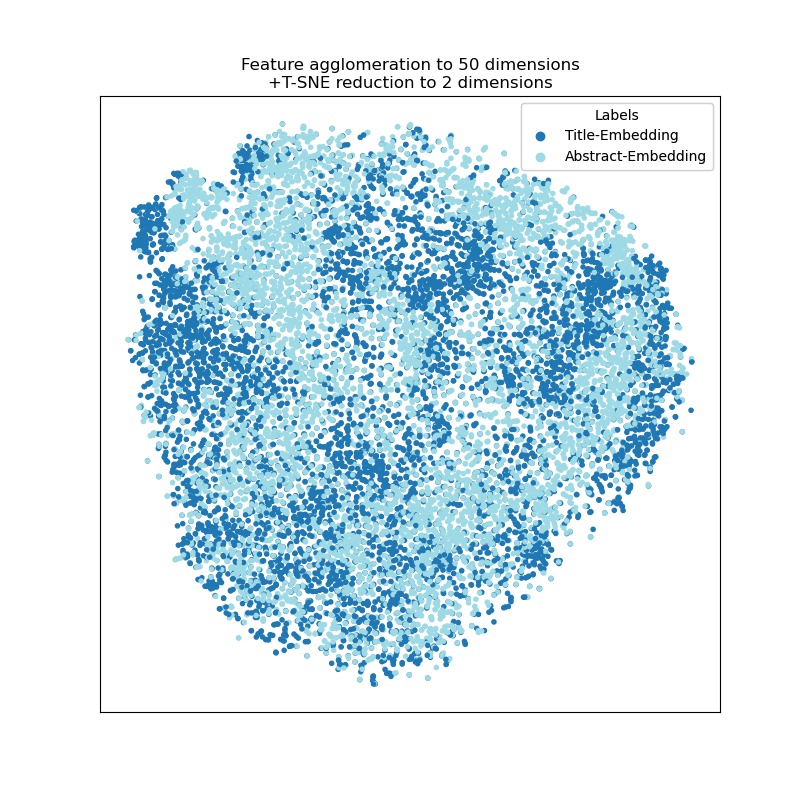 Feature agglomeration to 50 dimensions
+T-SNE reduction to 2 dimensions
Labels
Title-Embedding
Abstract-Embedding